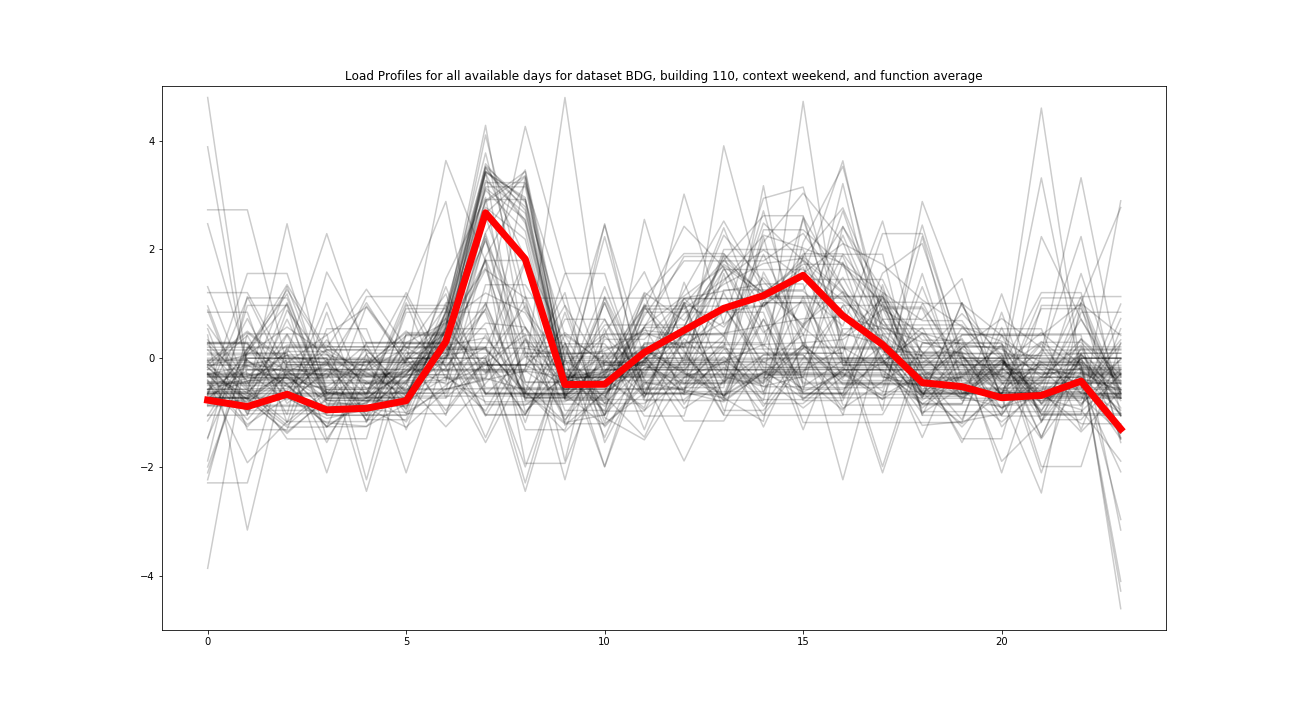 Load Profiles for all available days for dataset BDG, building 110, context weekend, and function average
4
2
0
−2
−4
0 5 10 15 20